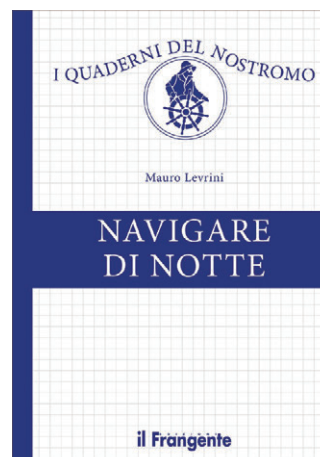 I QUADERNI DEL NOSTROMO
Mauro Levrini
NAVIGARE
DI NOTTE
il Frangente